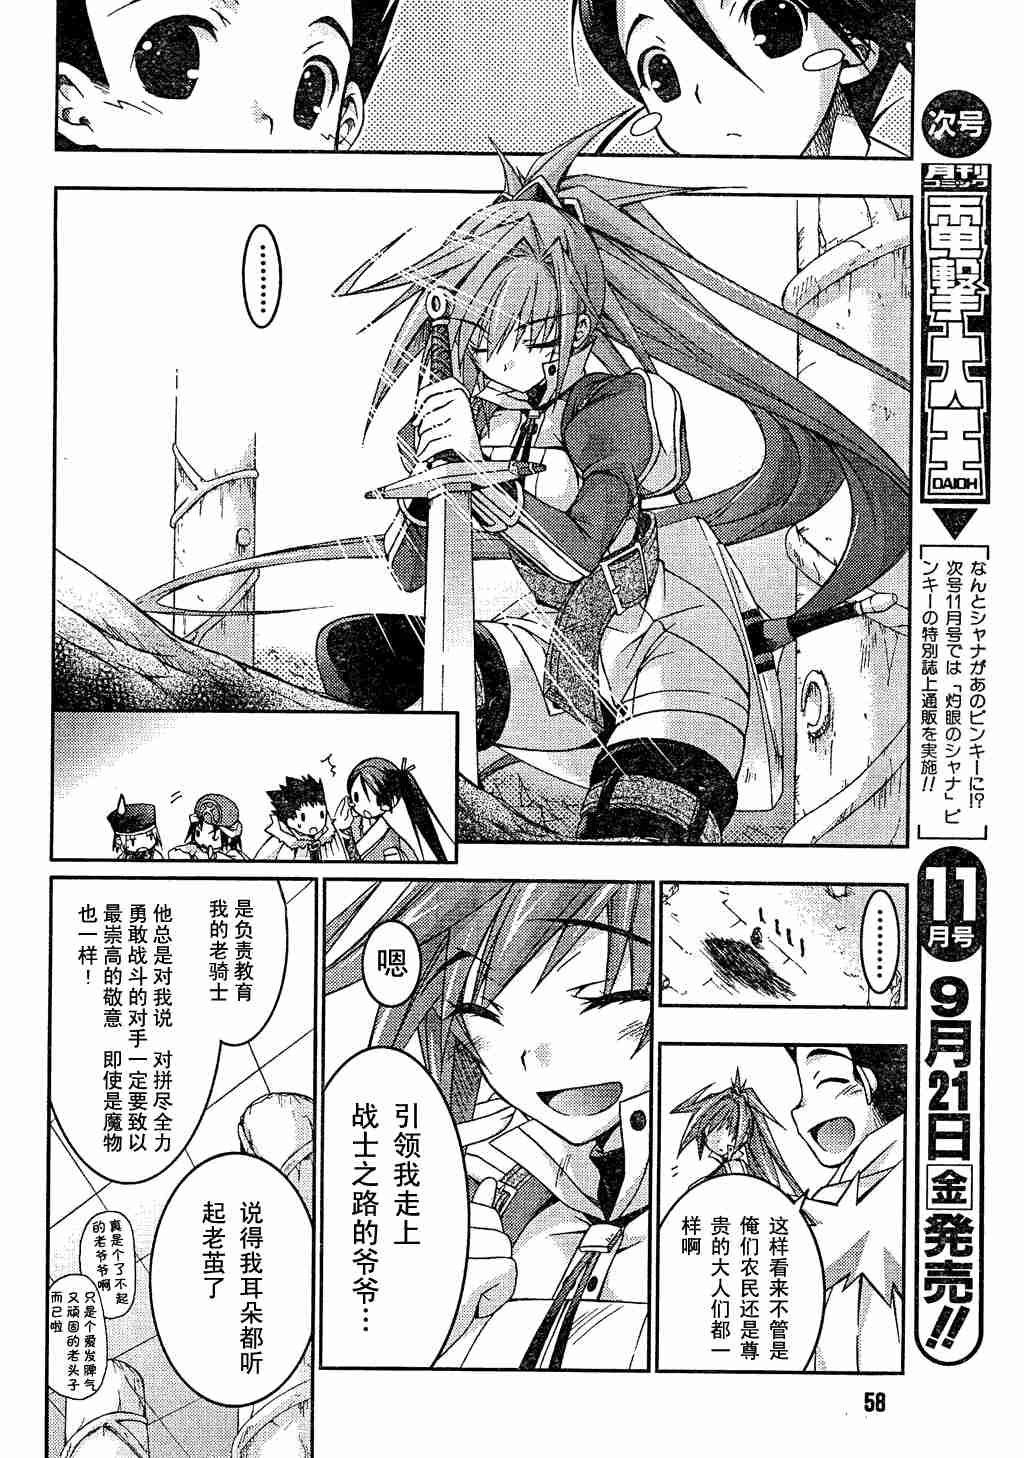 次号
月刊
コミック
電撃大王
DAIOH
なんとシャナがあのピンキーに!?
次号11月号では「灼眼のシャナ」ピ
ンキーの特別誌上通販を実施!!
11
月号
9月21日金発売!!
………
………
这样看来不管是
俺们农民还是尊
贵的大人们都一
样啊
嗯
引领我走上
战士之路的爷爷…
是负责教育
我的老骑士
他总是对我说 对拼尽全力
勇敢战斗的对手一定要致以
最崇高的敬意 即使是魔物
也一样！
说得我耳朵都听
起老茧了
真是个了不起
的老爷爷啊
只是个爱发脾气
又顽固的老头子
而已啦
58